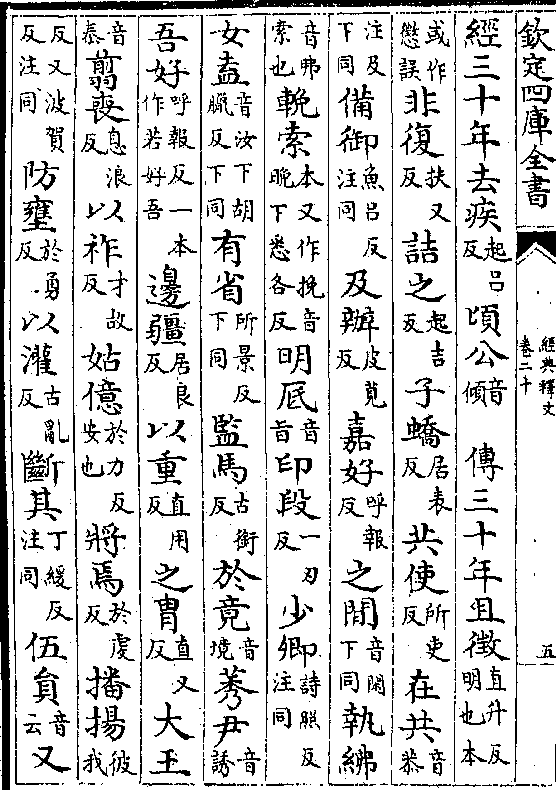 欽定四庫全書 經典釋文 卷二十 五
經三十年去疾起呂反頃公音傾 傳三十年且徵直升反明也本
或作懲誤非復扶又反詰之起吉反子蟜居表反共使所吏反在共音恭
注及下同備御魚呂反注同及辦皮莧反嘉好呼報反之閒音閑下同執紼
音弗索也輓索本又作挽音晚下悉各反明厎音旨印段一刃反少卿詩照反注同
女盍音汝下胡臘反下同有省所景反下同監馬古銜反於竟音境莠尹音誘
吾好呼報反一本作若好吾邊疆居良反以重直用反之胄直又反大王
音泰翦喪息浪反以祚才故反姑億於力反安也將焉於虔反播揚彼我
反又波賀反注同防壅於勇反以灌古亂反斷其丁緩反注同伍員音云又